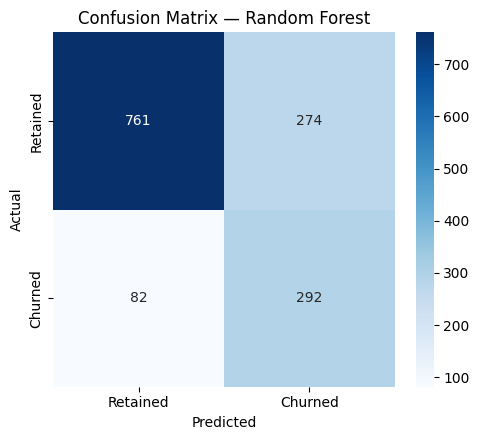 Confusion Matrix — Random Forest
Actual
Retained
761
274
Churned
82
292
Retained
Churned
Predicted
700
600
500
400
300
200
100